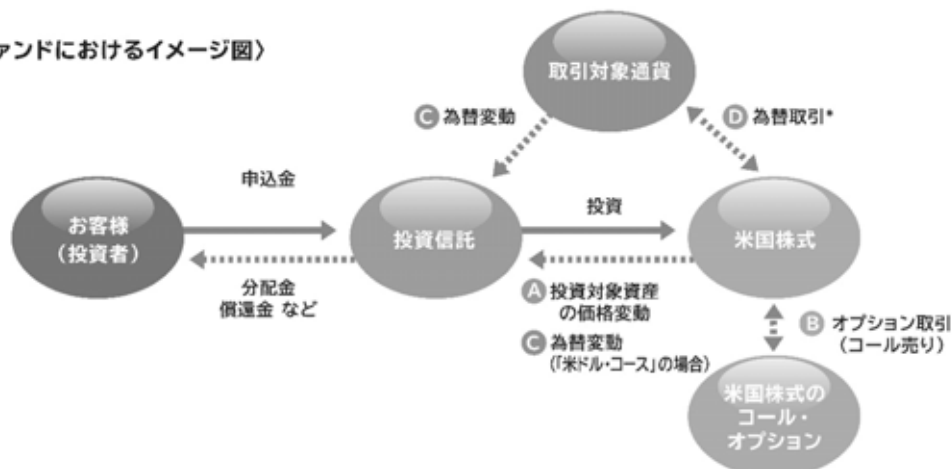 ァンドにおけるイメージ図〉
取引対象通貨
C 為替変動
D 為替取引*
申込金
投資
お客様
(投資者)
投資信託
米国株式
分配金
償還金 など
A 投資対象資産
の価格変動
C 為替変動
(「米ドル・コース」の場合)
B オプション取引
(コール売り)
米国株式の
コール・
オプション